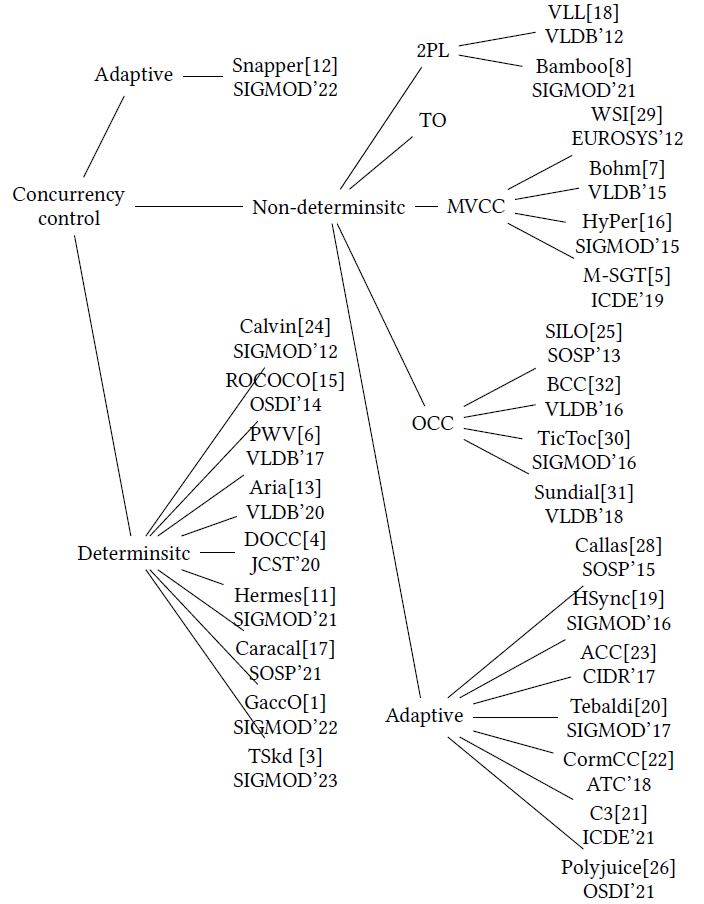 Concurrency
control
Adaptive
Snapper[12]
SIGMOD'22
Non-determinsitc
2PL
VLL[18]
VLDB'12
Bamboo[8]
SIGMOD'21
TO
MVCC
WSI[29]
EUROSYS'12
Bohm[7]
VLDB'15
HyPer[16]
SIGMOD'15
M-SGT[5]
ICDE'19
OCC
SILO[25]
SOSP'13
BCC[32]
VLDB'16
TicToc[30]
SIGMOD'16
Sundial[31]
VLDB'18
Adaptive
Callas[28]
SOSP'15
HSync[19]
SIGMOD'16
ACC[23]
CIDR'17
Tebaldi[20]
SIGMOD'17
CormCC[22]
ATC'18
C3[21]
ICDE'21
Polyjuice[26]
OSDI'21
Determinsitc
Calvin[24]
SIGMOD'12
ROCOCO[15]
OSDI'14
PWV[6]
VLDB'17
Aria[13]
VLDB'20
DOCC[4]
JCST'20
Hermes[11]
SIGMOD'21
Caracal[17]
SOSP'21
GaccO[1]
SIGMOD'22
TSkd [3]
SIGMOD'23